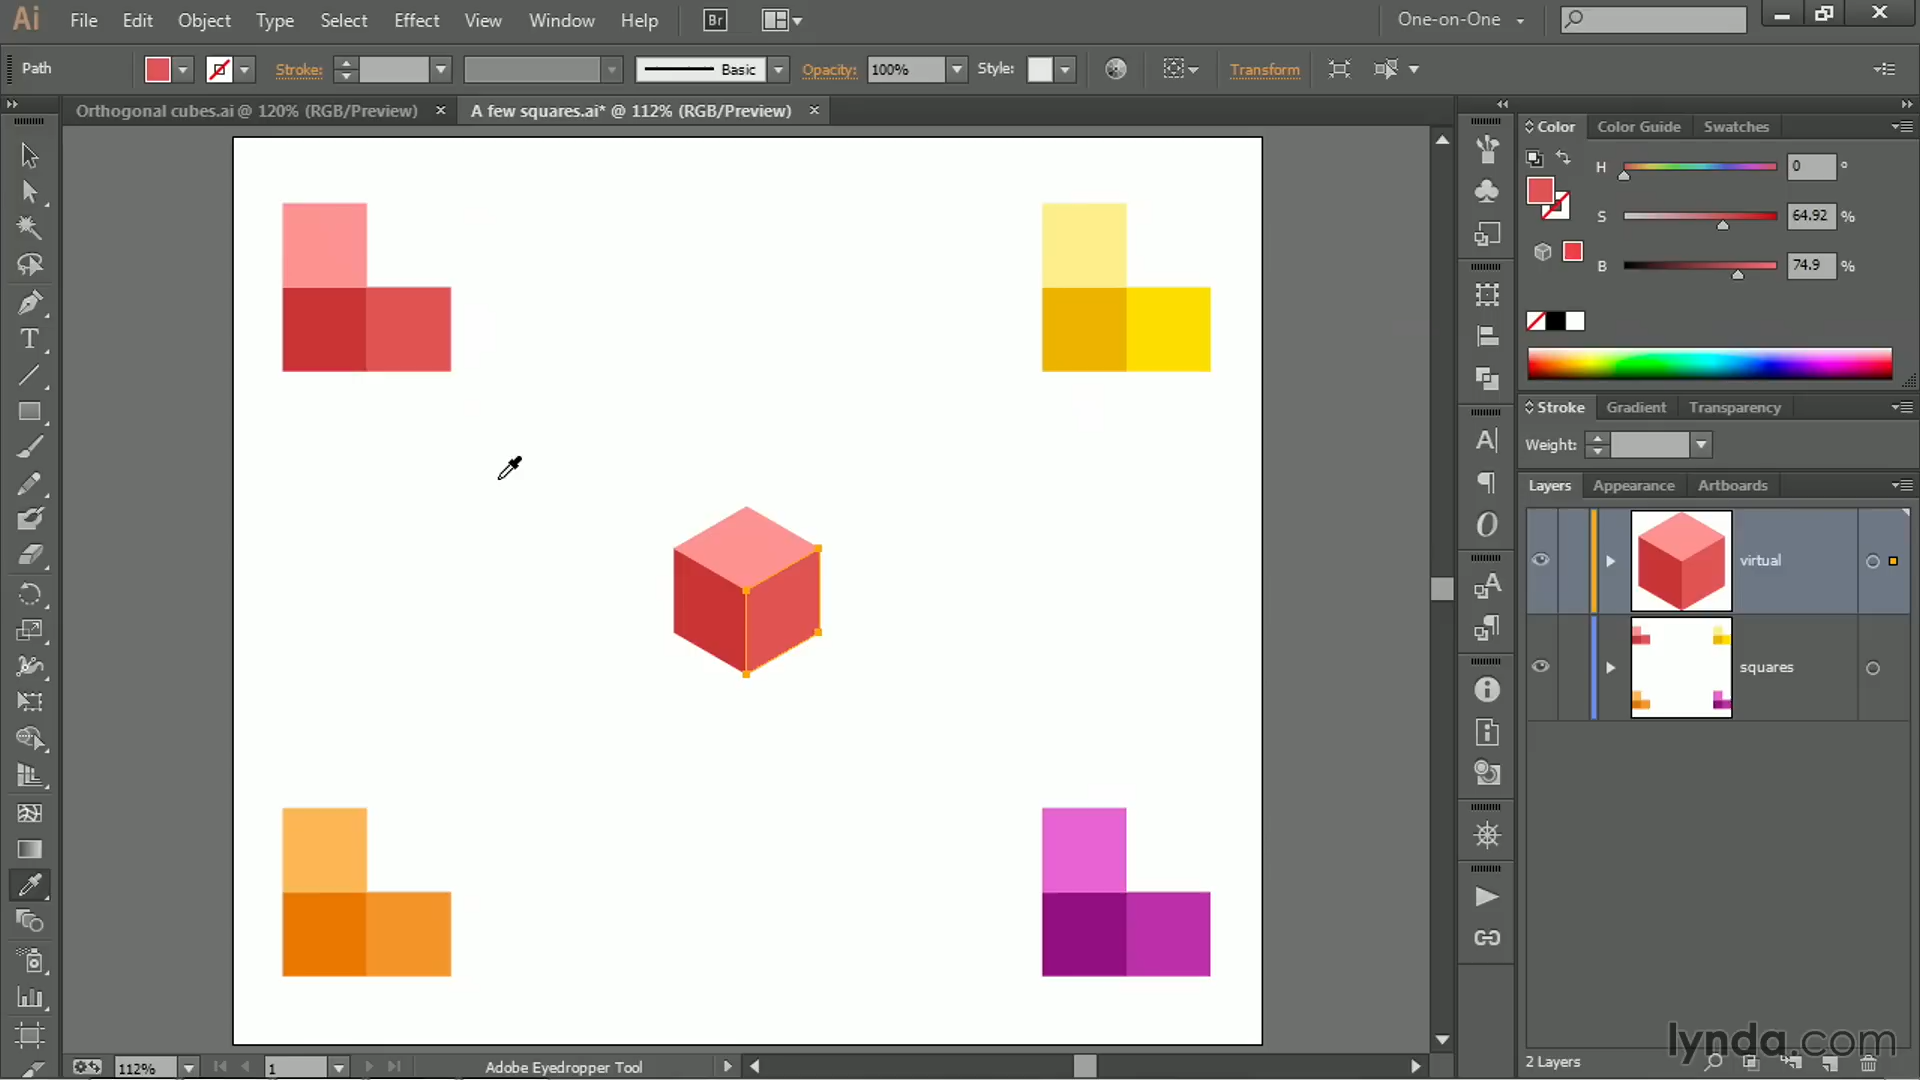 Ai File Edit Object Type Select Effect View Window Help Br One-on-One
Path Stroke: Basic Opacity: 100% Style: Transform
Orthogonal cubes.ai @ 120% (RGB/Preview) × A few squares.ai* @ 112% (RGB/Preview) ×
Color Color Guide Swatches
H 0 °
S 64.92 %
B 74.9 %
Stroke Gradient Transparency
Weight:
Layers Appearance Artboards
virtual
squares
2 Layers
lynda.com
112% 1 Adobe Eyedropper Tool